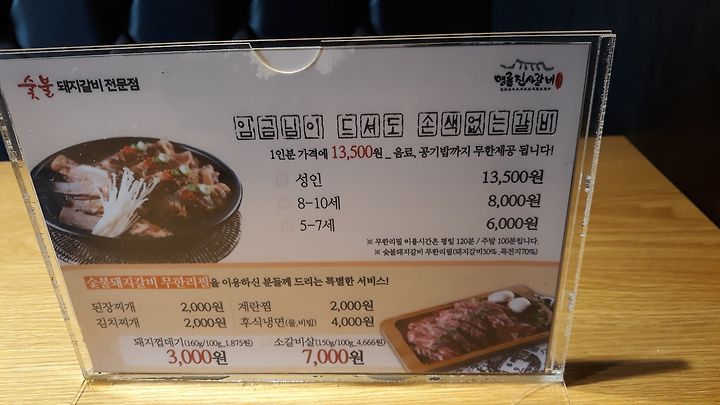 숯불 돼지갈비 전문점
명륜진사갈비
임금님이 드셔도 손색없는갈비
1인분 가격에 13,500원 _ 음료, 공기밥까지 무한제공 됩니다!
성인 13,500원
8-10세 8,000원
5-7세 6,000원
※ 무한리필 이용시간은 평일 120분 / 주말 100분입니다.
※ 숯불돼지갈비 무한리필(돼지갈비30%_목전지70%)
숯불돼지갈비 무한리필을 이용하신 분들께 드리는 특별한 서비스!
된장찌개 2,000원 계란찜 2,000원
김치찌개 2,000원 후식냉면(물,비빔) 4,000원
돼지껍데기(160g/100g_1,875원) 소갈비살(150g/100g_4,666원)
3,000원 7,000원